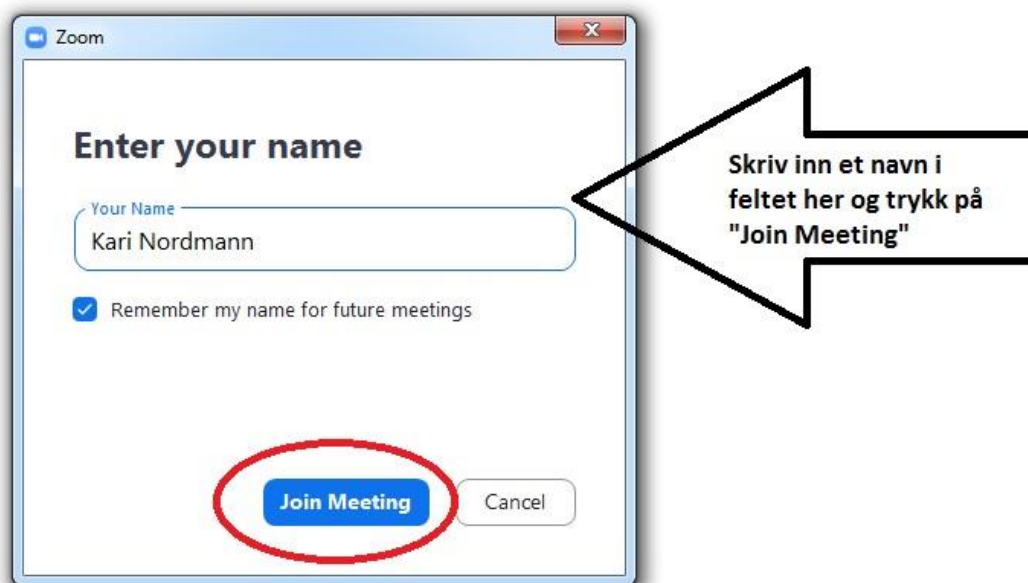 Zoom
Enter your name
Your Name
Kari Nordmann
Remember my name for future meetings
Join Meeting
Cancel
Skriv inn et navn i
feltet her og trykk på
"Join Meeting"